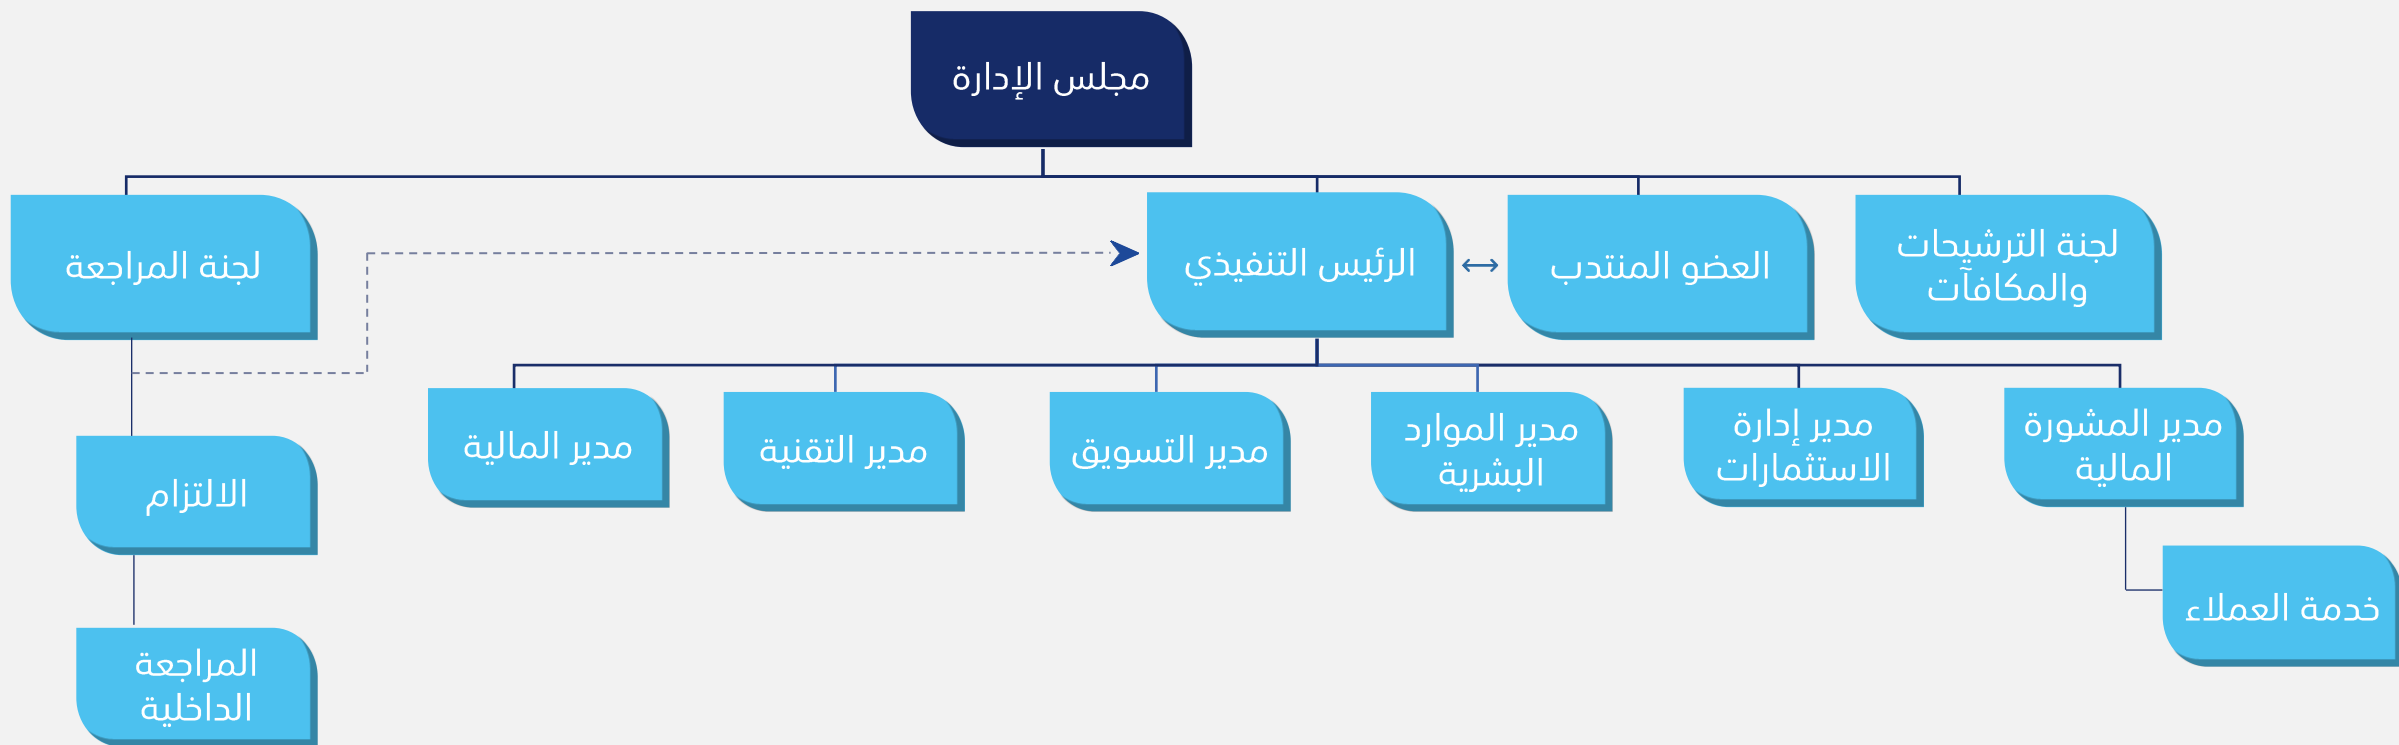 مجلس الإدارة
لجنة الترشيحات
والمكافآت
العضو المنتدب
الرئيس التنفيذي
لجنة المراجعة
مدير المشورة
المالية
مدير إدارة
الاستثمارات
مدير الموارد
البشرية
مدير التسويق
مدير التقنية
مدير المالية
الالتزام
خدمة العملاء
المراجعة
الداخلية